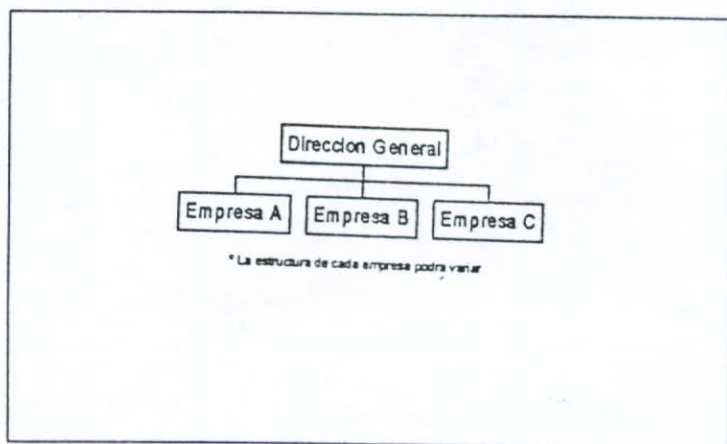 Direccion General
Empresa A Empresa B Empresa C
* La estructura de cada empresa podra variar